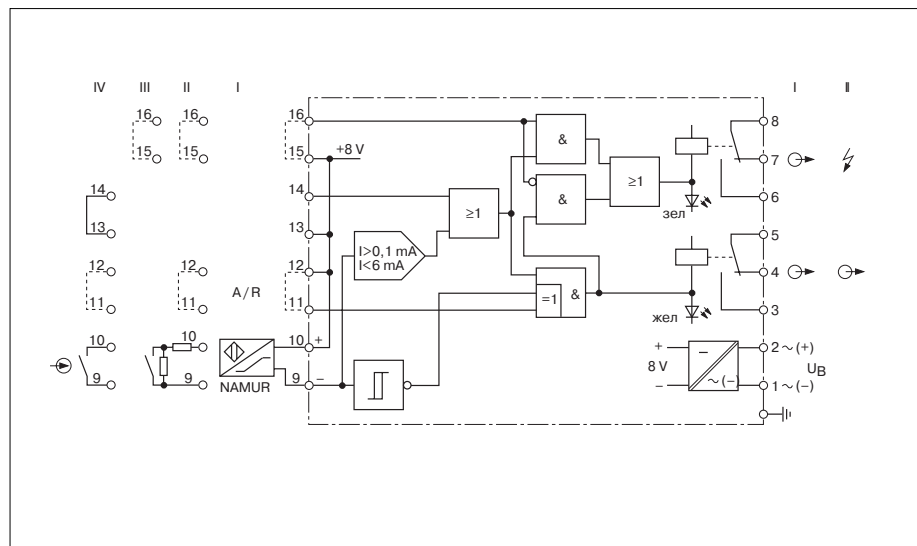 IV III II I I II
16 16 16 8
+8 V &
15 15 15 7
14 14 ≥1 ≥1 6
&
зел
13 13 5
I>0,1 mA
I<6 mA
12 12 12 4
A/R =1 &
11 11 11 3
жел
10 10 + 10 + 2 ~ (+)
8 V UB
9 9 NAMUR 9 – – ~ (–) 1 ~ (–)